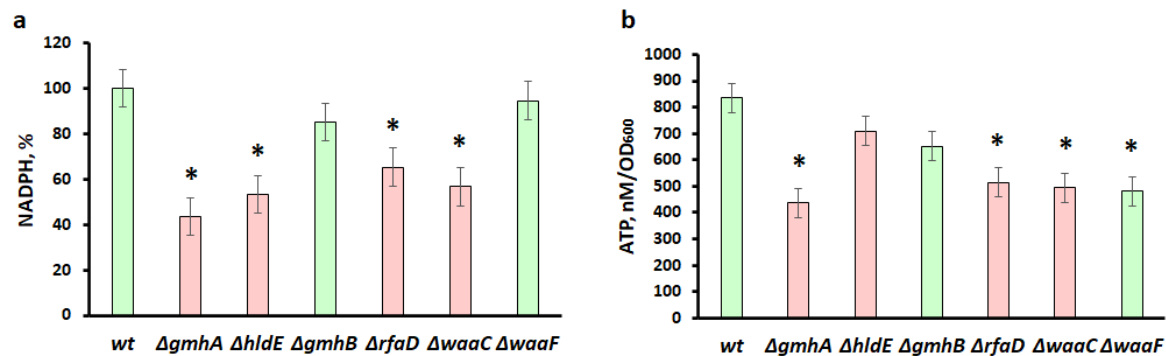 a
NADPH, %
120
100
80
60
40
20
0
* * * *
wt ΔgmhA ΔhldE ΔgmhB ΔrfaD ΔwaaC ΔwaaF
b
ATP, nM/OD600
1000
900
800
700
600
500
400
300
200
100
0
* * * *
wt ΔgmhA ΔhldE ΔgmhB ΔrfaD ΔwaaC ΔwaaF